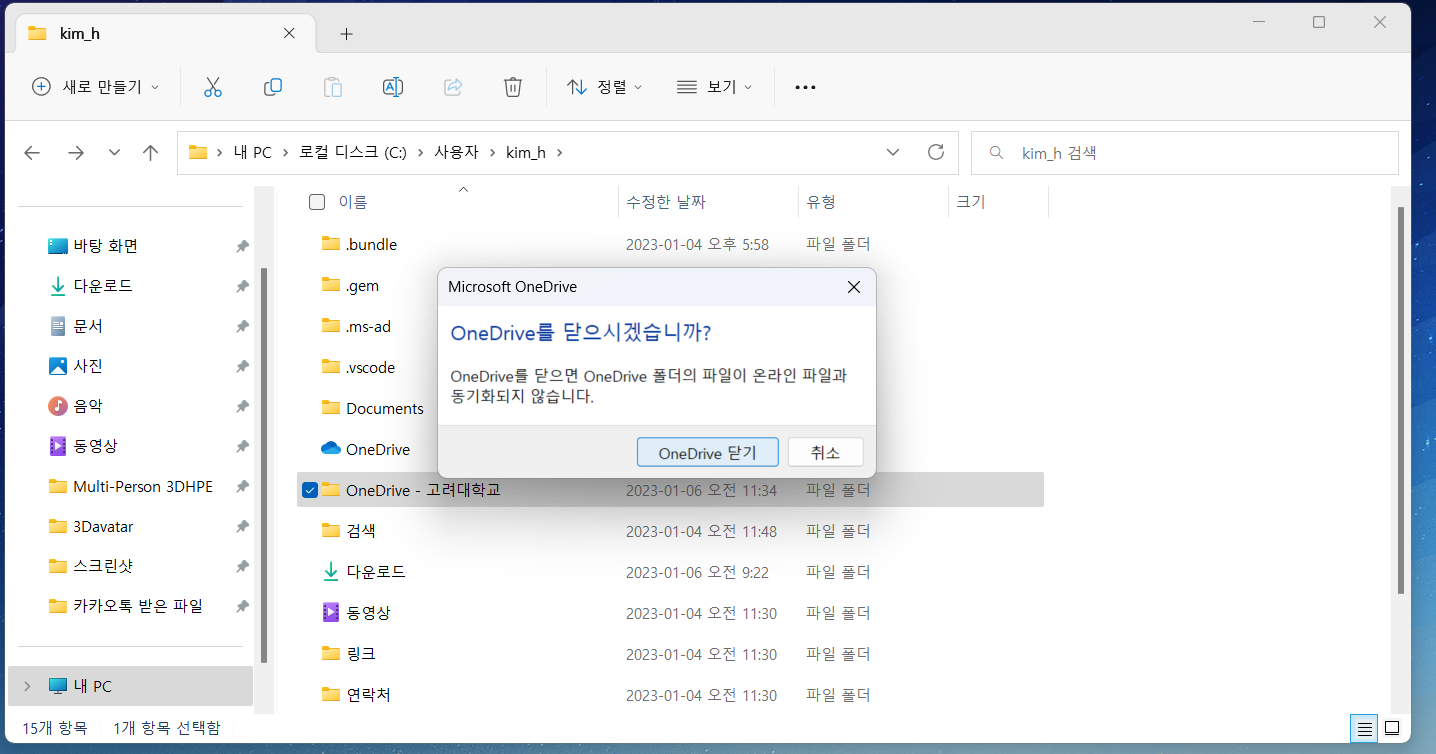 kim_h
새로 만들기
정렬
보기
내 PC
로컬 디스크 (C:)
사용자
kim_h
kim_h 검색
이름
수정한 날짜
유형
크기
바탕 화면
다운로드
문서
사진
음악
동영상
Multi-Person 3DHPE
3Davatar
스크린샷
카카오톡 받은 파일
내 PC
.bundle 2023-01-04 오후 5:58 파일 폴더
.gem
.ms-ad
.vscode
Documents
OneDrive
OneDrive - 고려대학교 2023-01-06 오전 11:34 파일 폴더
검색 2023-01-04 오전 11:48 파일 폴더
다운로드 2023-01-06 오전 9:22 파일 폴더
동영상 2023-01-04 오전 11:30 파일 폴더
링크 2023-01-04 오전 11:30 파일 폴더
연락처 2023-01-04 오전 11:30 파일 폴더
Microsoft OneDrive
OneDrive를 닫으시겠습니까?
OneDrive를 닫으면 OneDrive 폴더의 파일이 온라인 파일과
동기화되지 않습니다.
OneDrive 닫기
취소
15개 항목
1개 항목 선택함